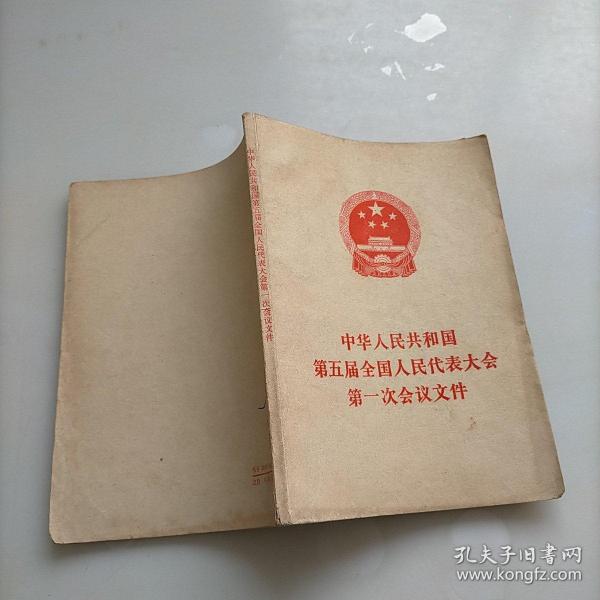 中华人民共和国
第五届全国人民代表大会
第一次会议文件
中华人民共和国第五届全国人民代表大会第一次会议文件
孔夫子旧书网
www.kongfz.com